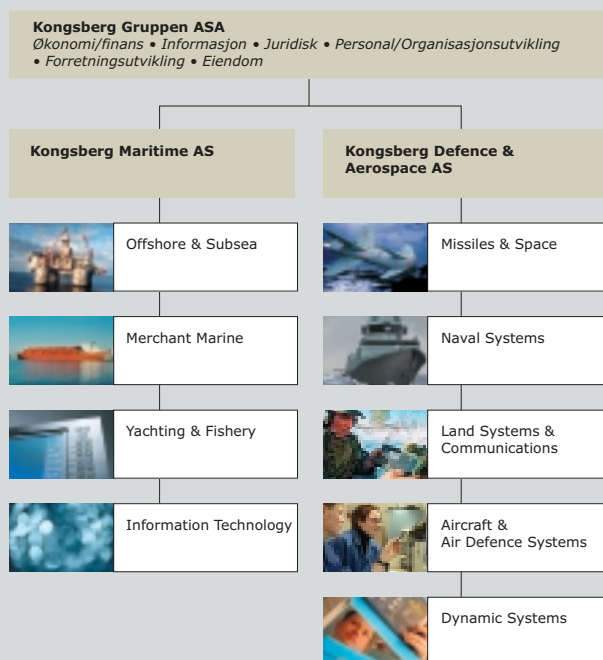 Kongsberg Gruppen ASA
Økonomi/finans • Informasjon • Juridisk • Personal/Organisasjonsutvikling
• Forretningsutvikling • Eiendom
Kongsberg Maritime AS
Offshore & Subsea
Merchant Marine
Yachting & Fishery
Information Technology
Kongsberg Defence &
Aerospace AS
Missiles & Space
Naval Systems
Land Systems &
Communications
Aircraft &
Air Defence Systems
Dynamic Systems